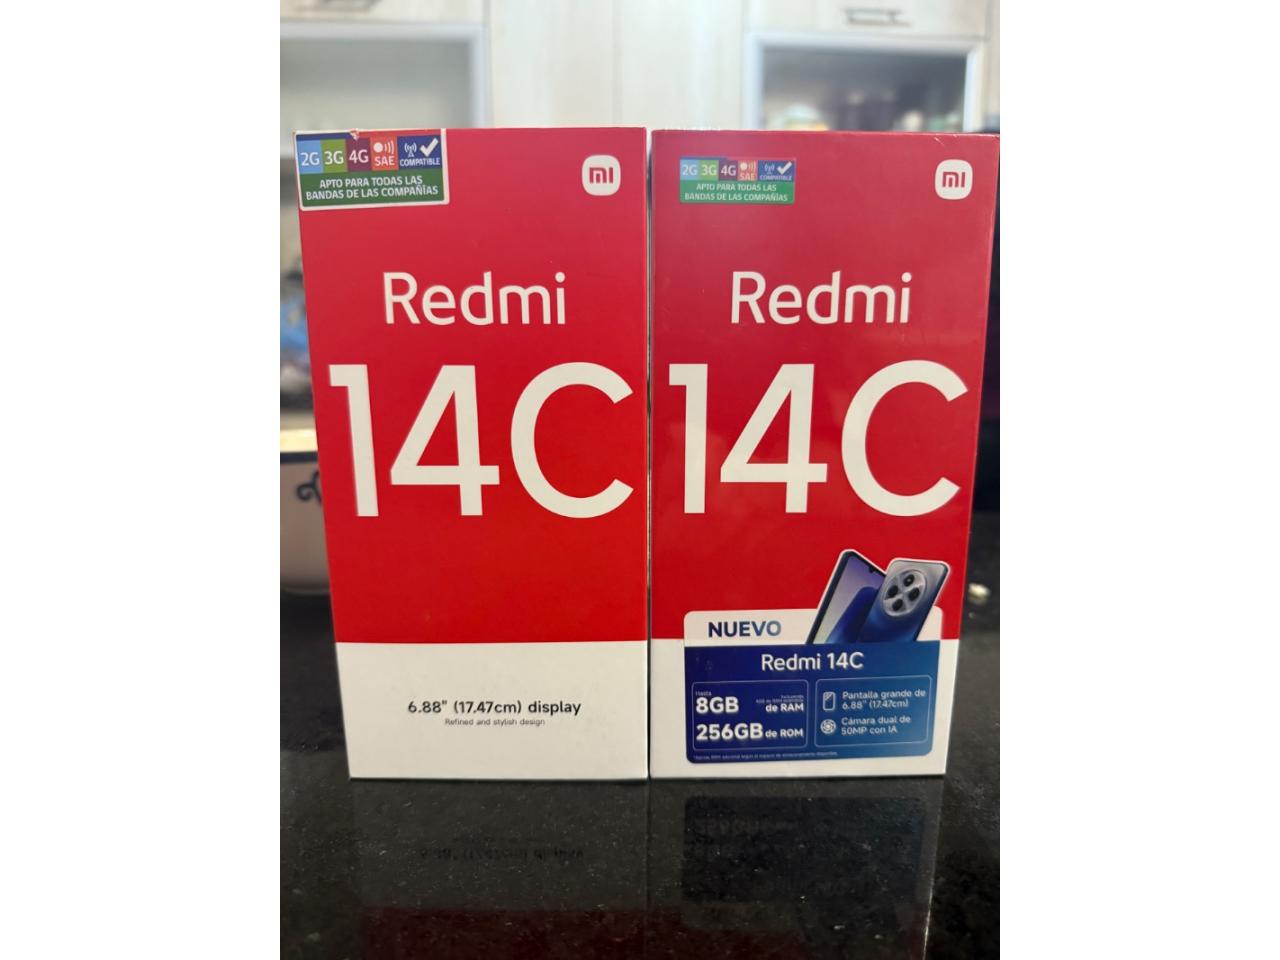 2G 3G 4G SAE COMPATIBLE
APTO PARA TODAS LAS
BANDAS DE LAS COMPAÑIAS
mi
Redmi
14C
6.88" (17.47cm) display
Refined and stylish design
2G 3G 4G SAE COMPATIBLE
APTO PARA TODAS LAS
BANDAS DE LAS COMPAÑIAS
mi
Redmi
14C
NUEVO
Redmi 14C
Hasta
8GB de RAM
256GB de ROM
Pantalla grande de
6.88" (17.47cm)
Cámara dual de
50MP con IA